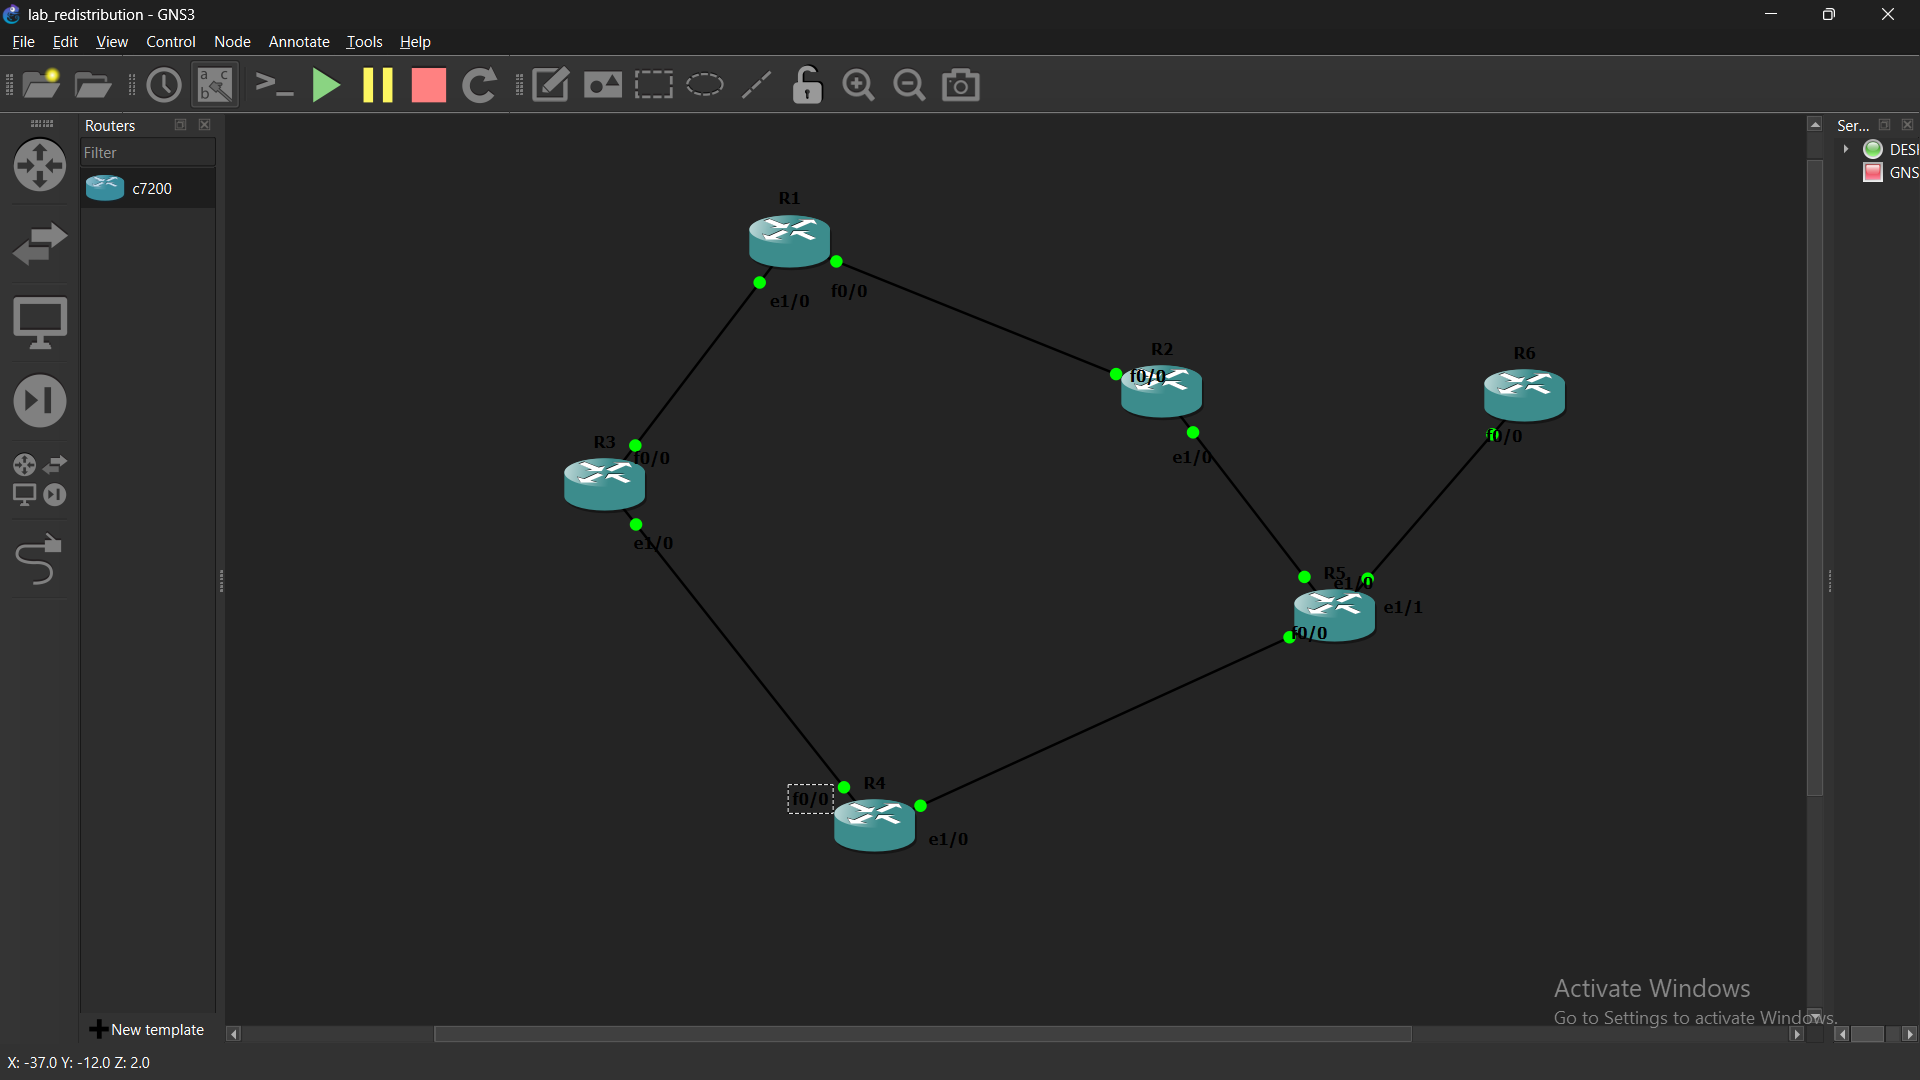 lab_redistribution - GNS3
File Edit View Control Node Annotate Tools Help
a c
b
Routers
Filter
c7200
New template
R1
e1/0
f0/0
R2
f0/0
e1/0
R6
f0/0
R3
f0/0
e1/0
R5
e1/0
e1/1
f0/0
R4
f0/0
e1/0
Ser...
DESH
GNS
Activate Windows
Go to Settings to activate Windows.
X: -37.0 Y: -12.0 Z: 2.0